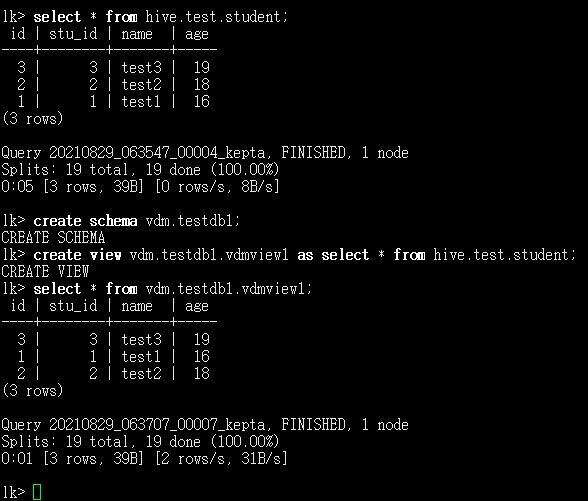 lk> select * from hive.test.student;
 id | stu_id | name  | age
----+--------+-------+-----
  3 |      3 | test3 |  19
  2 |      2 | test2 |  18
  1 |      1 | test1 |  16
(3 rows)

Query 20210829_063547_00004_kepta, FINISHED, 1 node
Splits: 19 total, 19 done (100.00%)
0:05 [3 rows, 39B] [0 rows/s, 8B/s]

lk> create schema vdm.testdb1;
CREATE SCHEMA
lk> create view vdm.testdb1.vdmview1 as select * from hive.test.student;
CREATE VIEW
lk> select * from vdm.testdb1.vdmview1;
 id | stu_id | name  | age
----+--------+-------+-----
  3 |      3 | test3 |  19
  1 |      1 | test1 |  16
  2 |      2 | test2 |  18
(3 rows)

Query 20210829_063707_00007_kepta, FINISHED, 1 node
Splits: 19 total, 19 done (100.00%)
0:01 [3 rows, 39B] [2 rows/s, 31B/s]

lk>